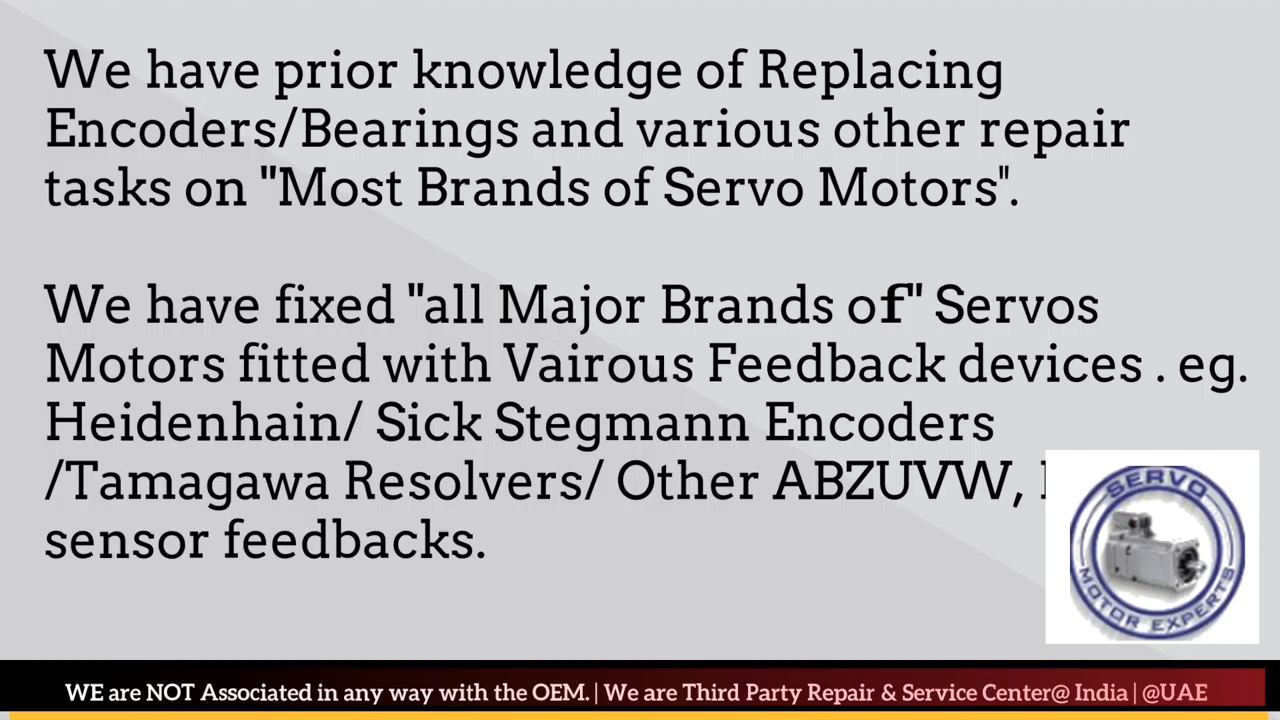 We have prior knowledge of Replacing
Encoders/Bearings and various other repair
tasks on "Most Brands of Servo Motors".
We have fixed "all Major Brands of" Servos
Motors fitted with Vairous Feedback devices . eg.
Heidenhain/ Sick Stegmann Encoders
/Tamagawa Resolvers/ Other ABZUVW,
sensor feedbacks.
SERVO
MOTOR EXPERTS
WE are NOT Associated in any way with the OEM. | We are Third Party Repair & Service Center@ India | @UAE